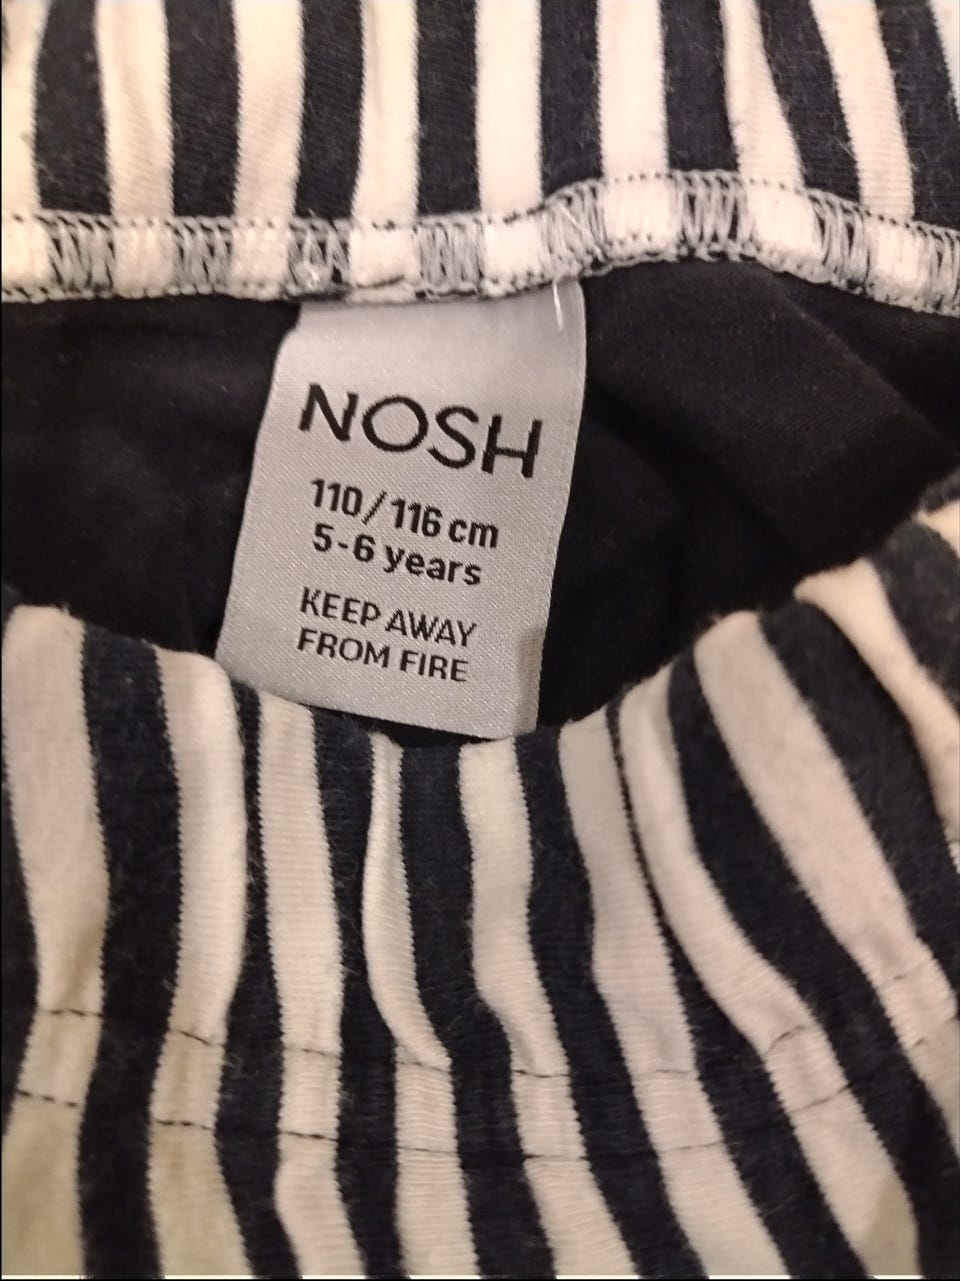 NOSH
110/116 cm
5-6 years
KEEP AWAY
FROM FIRE